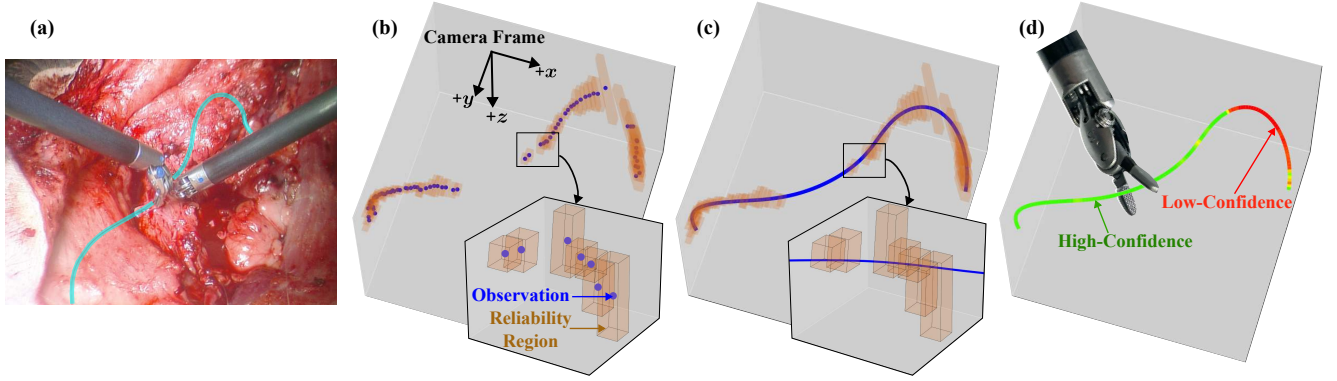 (a)
(b)
Camera Frame
+x
+y
+z
Observation
Reliability
Region
(c)
(d)
Low-Confidence
High-Confidence